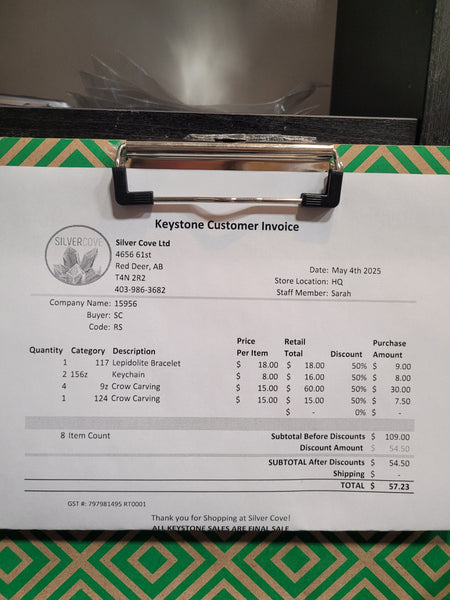 Keystone Customer Invoice
SILVERCOVE
Silver Cove Ltd
4656 61st
Red Deer, AB
T4N 2R2
403-986-3682
Date: May 4th 2025
Store Location: HQ
Staff Member: Sarah
Company Name: 15956
Buyer: SC
Code: RS
Quantity Category Description Price Per Item Retail Total Discount Purchase Amount
1 117 Lepidolite Bracelet $ 18.00 $ 18.00 50% $ 9.00
2 156z Keychain $ 8.00 $ 16.00 50% $ 8.00
4 9z Crow Carving $ 15.00 $ 60.00 50% $ 30.00
1 124 Crow Carving $ 15.00 $ 15.00 50% $ 7.50
$ - 0% $ -
8 Item Count Subtotal Before Discounts $ 109.00
Discount Amount $ 54.50
SUBTOTAL After Discounts $ 54.50
Shipping $ -
TOTAL $ 57.23
GST #: 797981495 RT0001
Thank you for Shopping at Silver Cove!
ALL KEYSTONE SALES ARE FINAL SALE